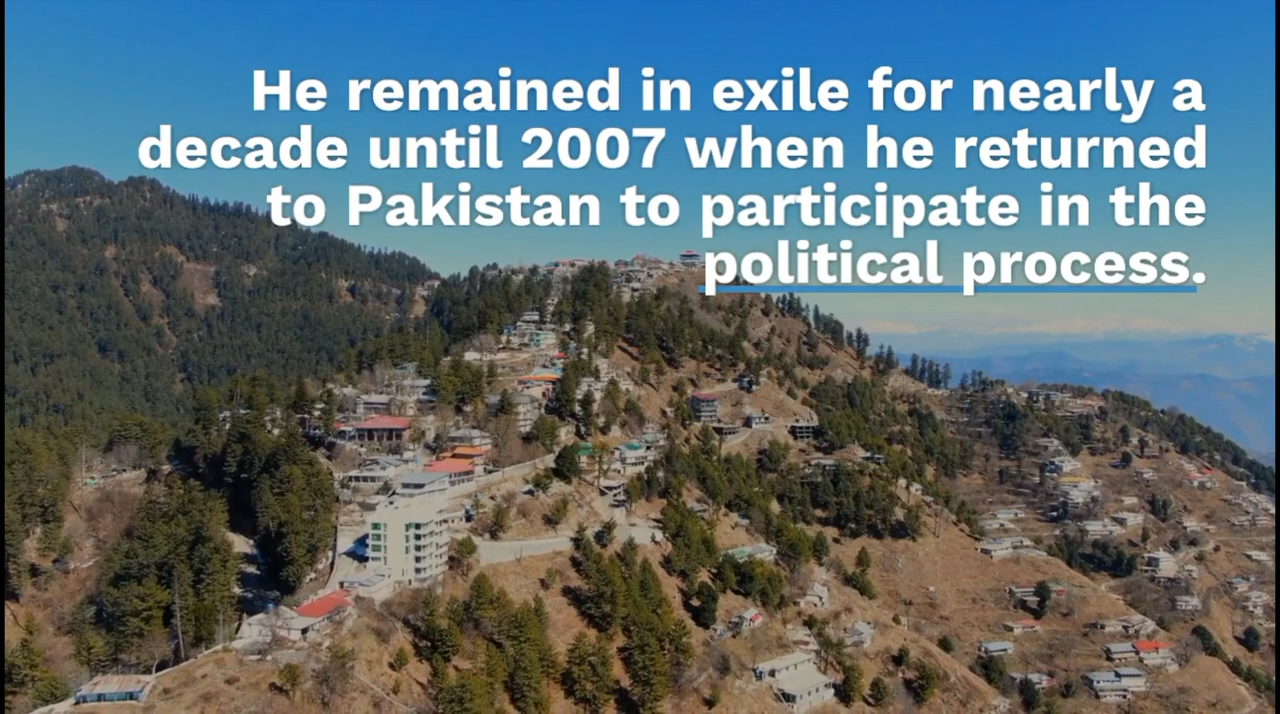 He remained in exile for nearly a
decade until 2007 when he returned
to Pakistan to participate in the
political process.